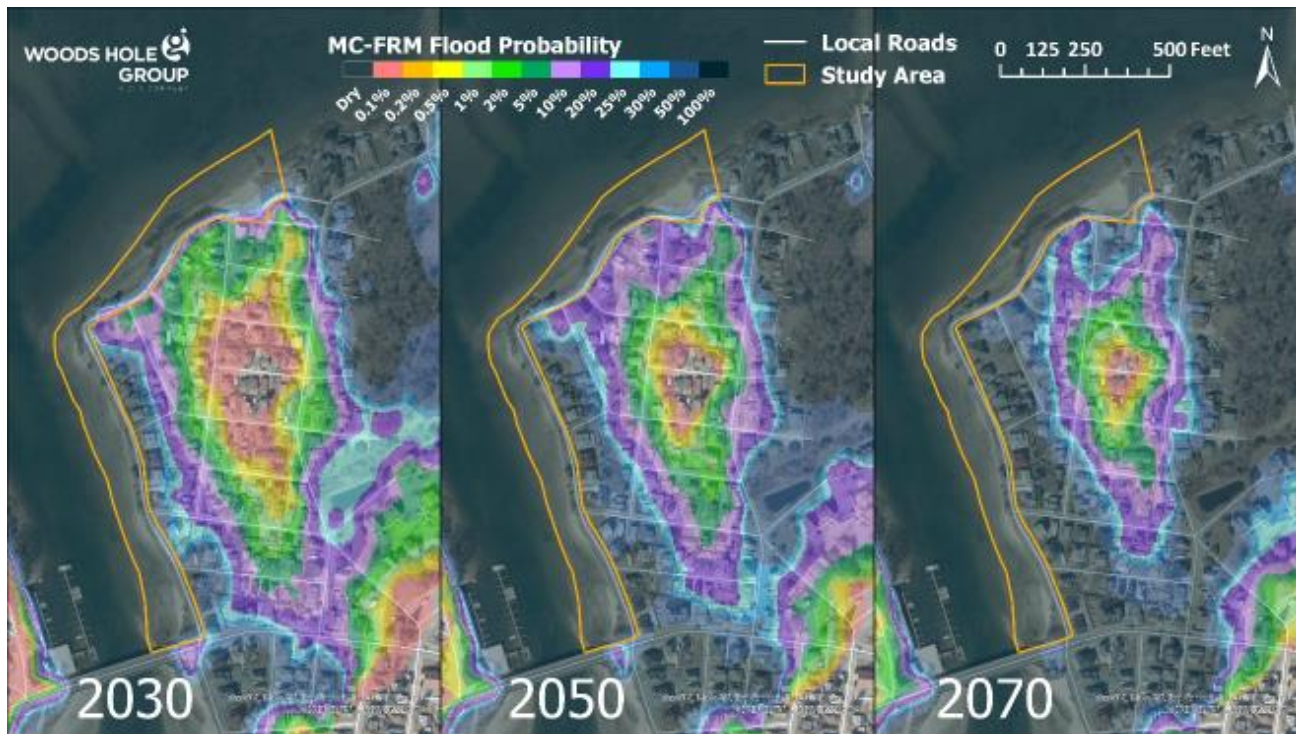 WOODS HOLE
GROUP
MC-FRM Flood Probability
Dry 0.1% 0.2% 0.5% 1% 2% 5% 10% 20% 25% 30% 50% 100%
Local Roads
Study Area
0 125 250 500 Feet
N
2030
2050
2070